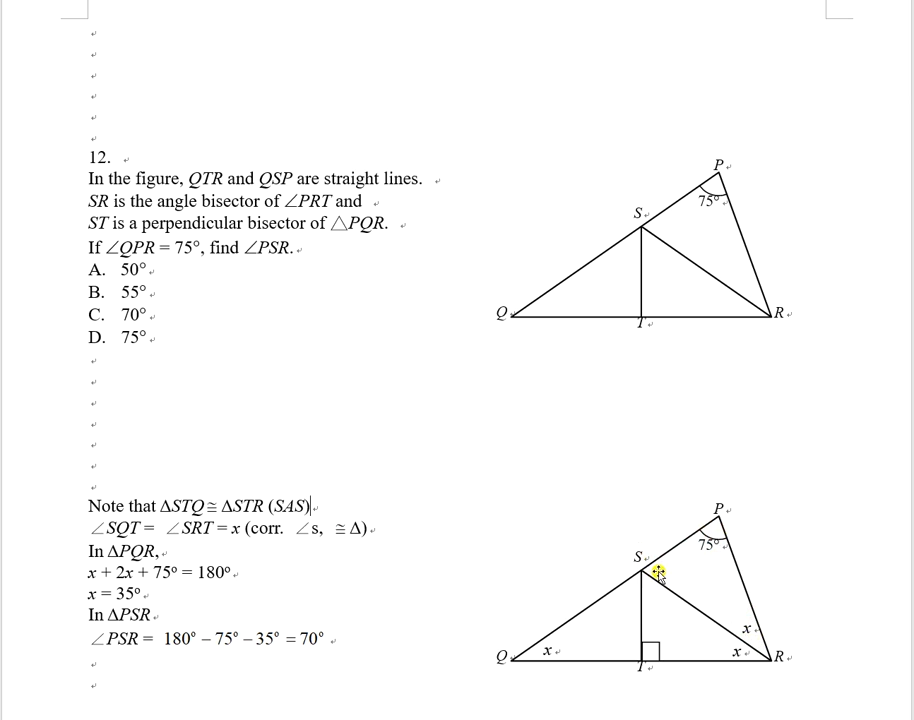 12.
In the figure, QTR and QSP are straight lines.
SR is the angle bisector of ∠PRT and
ST is a perpendicular bisector of △PQR.
If ∠QPR = 75°, find ∠PSR.
A. 50°
B. 55°
C. 70°
D. 75°
P
75°
S
Q
T
R
Note that ΔSTQ ≅ ΔSTR (SAS)
∠SQT = ∠SRT = x (corr. ∠s, ≅ Δ)
In ΔPQR,
x + 2x + 75° = 180°
x = 35°
In ΔPSR
∠PSR = 180° – 75° – 35° = 70°
P
75°
S
x
Q
x
x
R
T